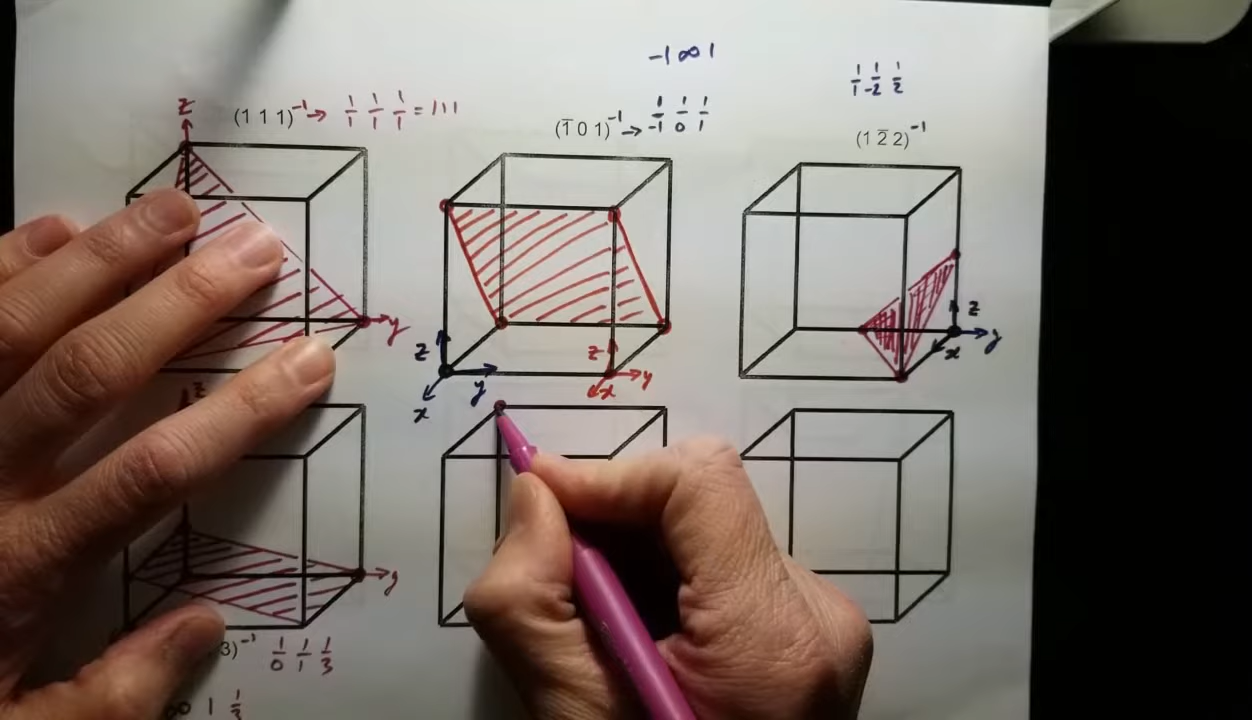 -1 ∞ 1
1/1 1/-2 1/2
z
(1 1 1)⁻¹→ 1/1 1/1 1/1 = 111
(1̅ 0 1)⁻¹→ 1/-1 1/0 1/1
(1 2̅ 2)⁻¹
y
z
x
y
z
x
y
z
x
y
z
y
3)⁻¹ 1/0 1/1 1/3
∞ 1 1/3